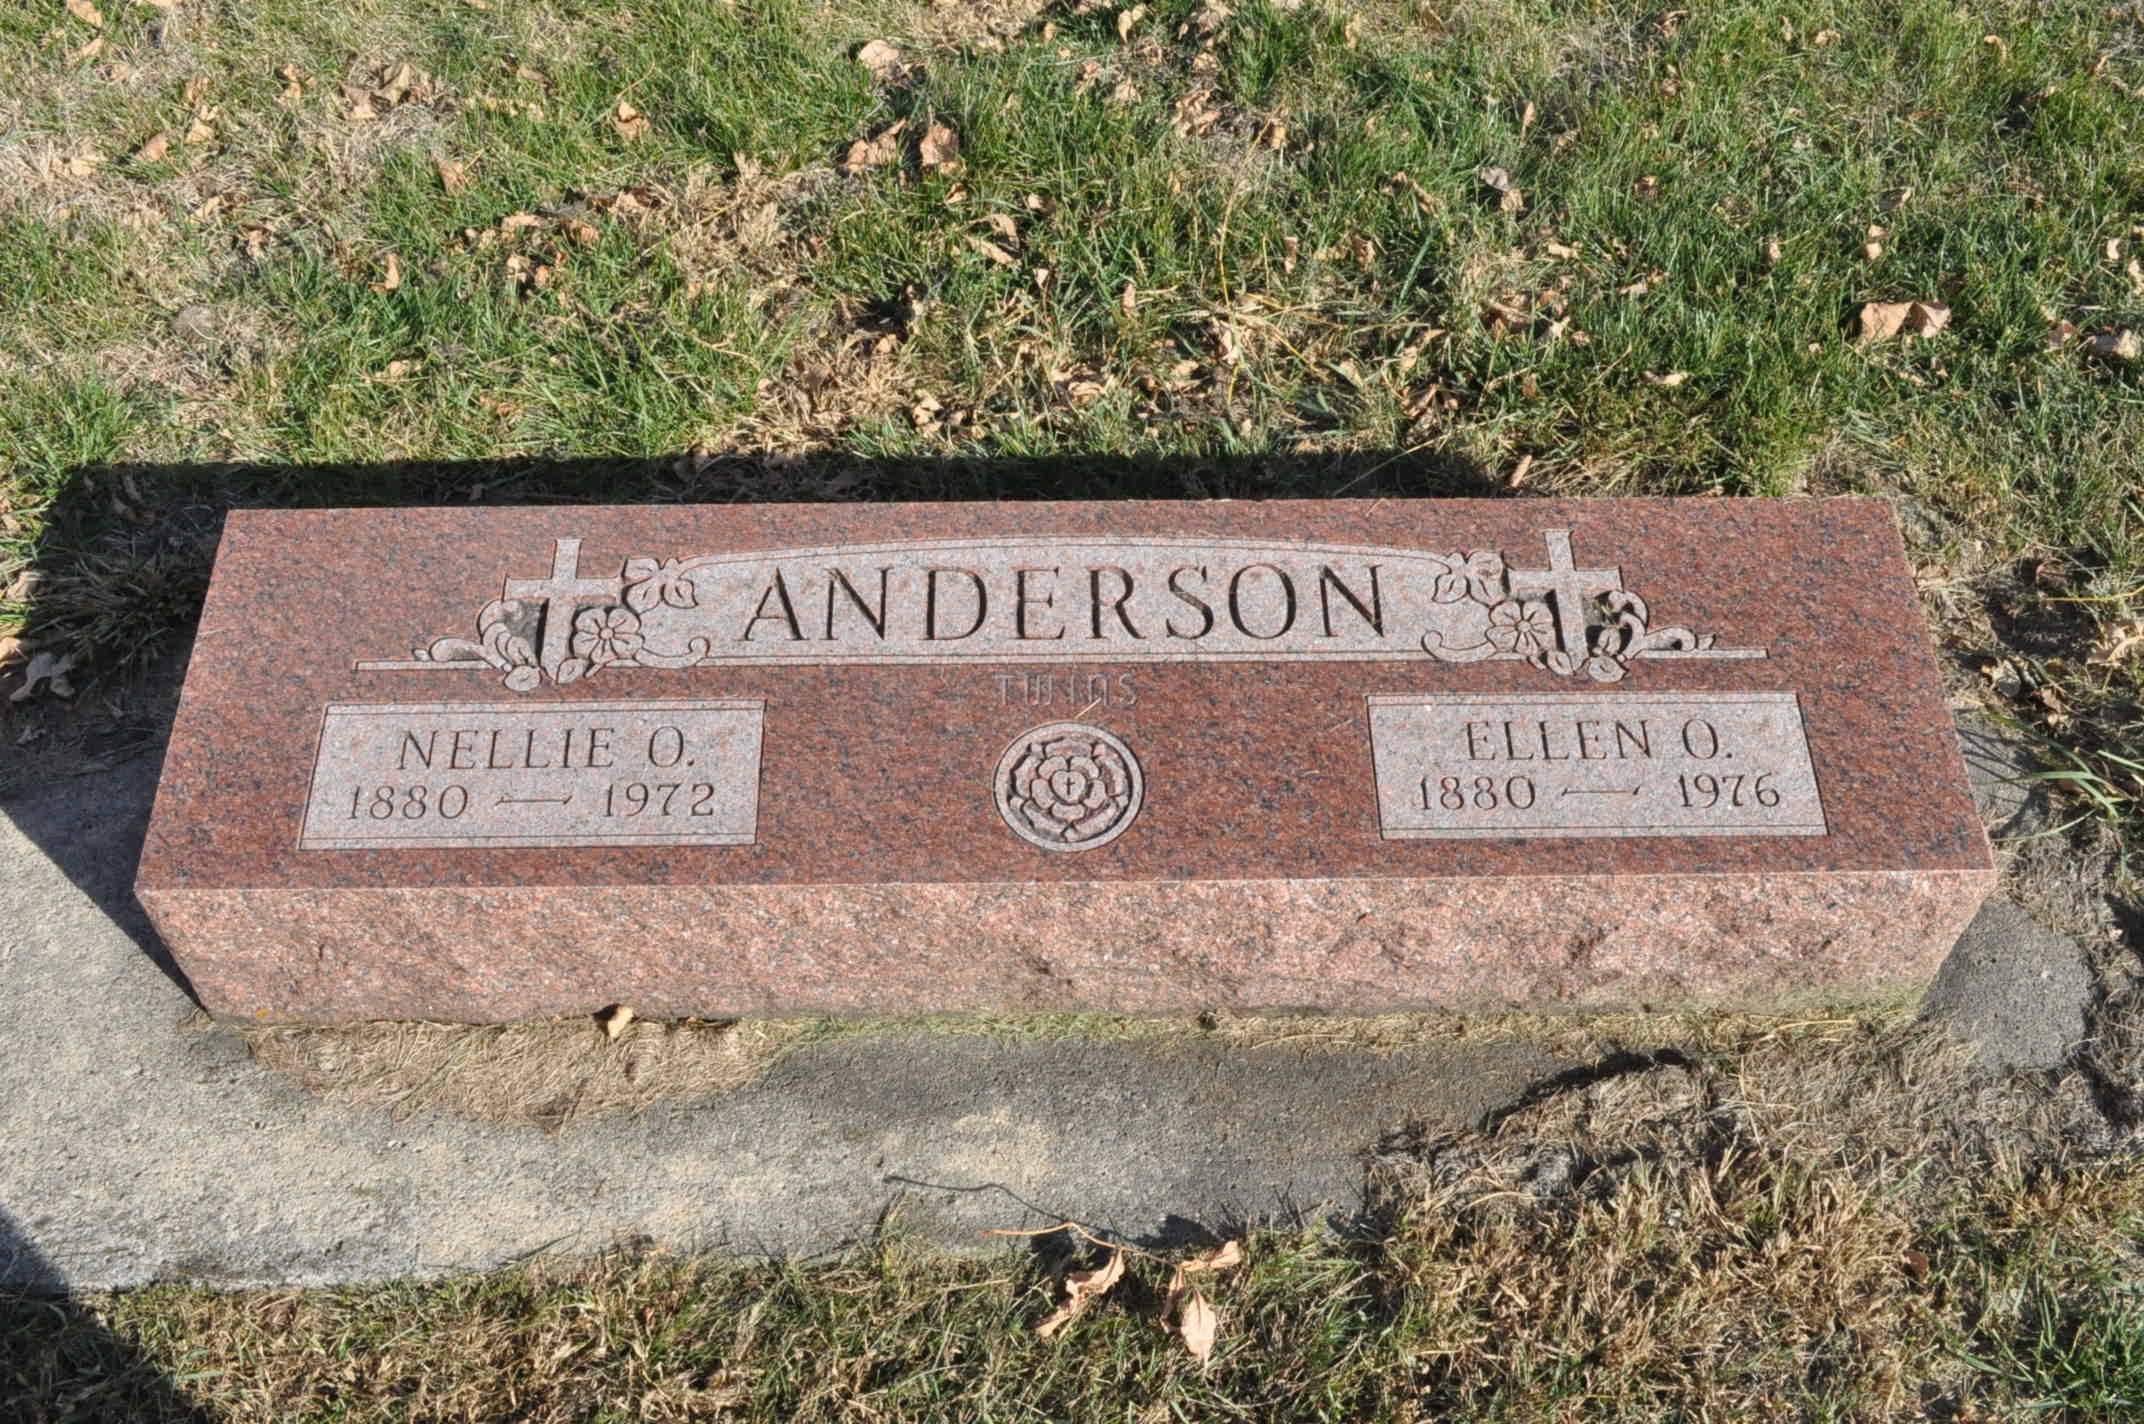 ANDERSON
TWINS
NELLIE O.
1880 — 1972
ELLEN O.
1880 — 1976